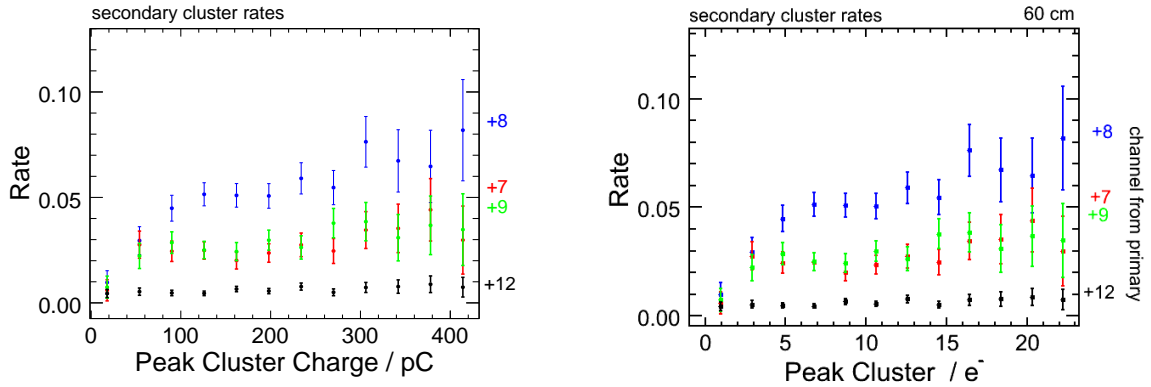 secondary cluster rates
0.10
0.05
0.00
Rate
0 100 200 300 400
Peak Cluster Charge / pC
+8
+7
+9
+12
secondary cluster rates 60 cm
0.10
0.05
0.00
Rate
0 5 10 15 20
Peak Cluster / e⁻
+8
+7
+9
+12
channel from primary